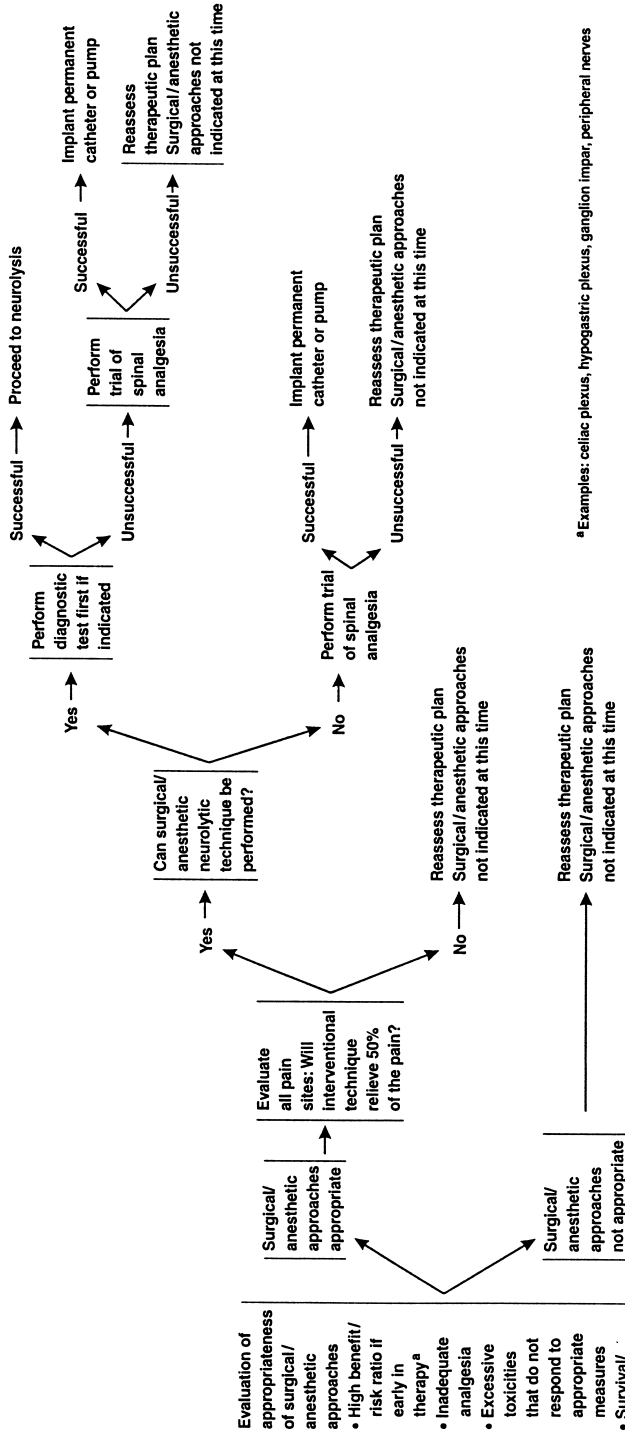 Evaluation of
appropriateness
of surgical/
anesthetic
approaches
• High benefit/
risk ratio if
early in
therapyª
• Inadequate
analgesia
• Excessive
toxicities
that do not
respond to
appropriate
measures
• Survival/
Surgical/
anesthetic
approaches
appropriate
Evaluate
all pain
sites: Will
interventional
technique
relieve 50%
of the pain?
Yes
Can surgical/
anesthetic
neurolytic
technique be
performed?
Yes
Perform
diagnostic
test first if
indicated
Successful
Proceed to neurolysis
Unsuccessful
Perform
trial of
spinal
analgesia
Successful
Implant permanent
catheter or pump
Unsuccessful
Reassess
therapeutic plan
Surgical/anesthetic
approaches not
indicated at this time
No
Perform trial
of spinal
analgesia
Successful
Implant permanent
catheter or pump
Unsuccessful
Reassess therapeutic plan
Surgical/anesthetic approaches
not indicated at this time
No
Reassess therapeutic plan
Surgical/anesthetic approaches
not indicated at this time
Surgical/
anesthetic
approaches
not appropriate
Reassess therapeutic plan
Surgical/anesthetic approaches
not indicated at this time
ªExamples: celiac plexus, hypogastric plexus, ganglion impar, peripheral nerves